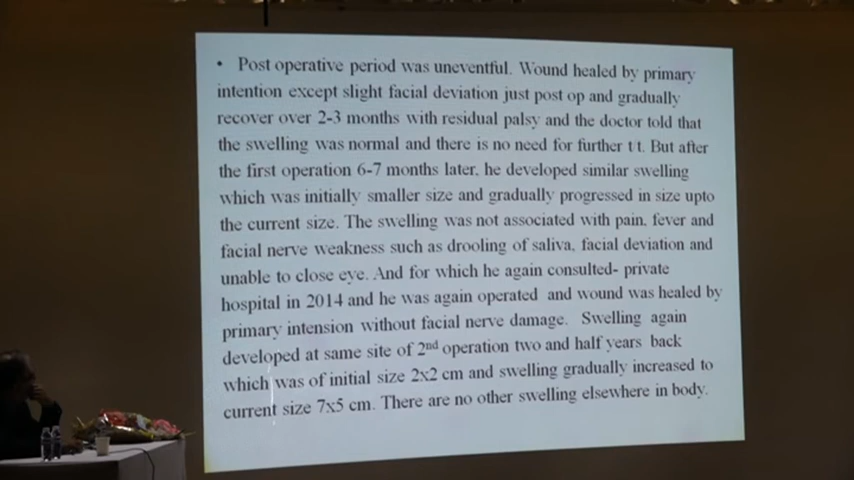 • Post operative period was uneventful. Wound healed by primary
intention except slight facial deviation just post op and gradually
recover over 2-3 months with residual palsy and the doctor told that
the swelling was normal and there is no need for further t/t. But after
the first operation 6-7 months later, he developed similar swelling
which was initially smaller size and gradually progressed in size upto
the current size. The swelling was not associated with pain, fever and
facial nerve weakness such as drooling of saliva, facial deviation and
unable to close eye. And for which he again consulted- private
hospital in 2014 and he was again operated and wound was healed by
primary intension without facial nerve damage. Swelling again
developed at same site of 2nd operation two and half years back
which was of initial size 2x2 cm and swelling gradually increased to
current size 7x5 cm. There are no other swelling elsewhere in body.